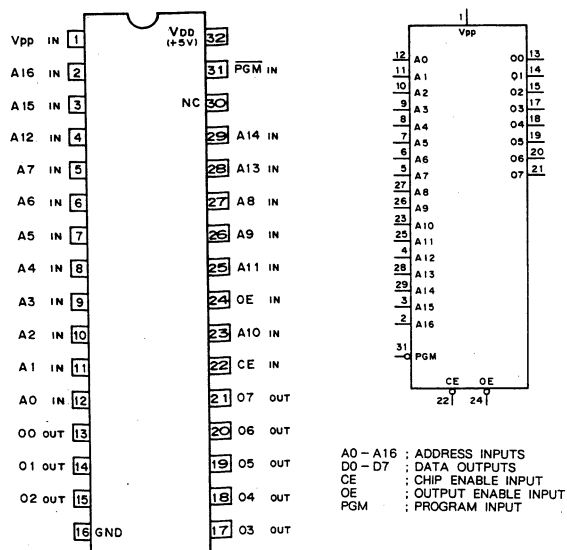 Vpp IN 1
A16 IN 2
A15 IN 3
A12 IN 4
A7 IN 5
A6 IN 6
A5 IN 7
A4 IN 8
A3 IN 9
A2 IN 10
A1 IN 11
A0 IN 12
O0 OUT 13
O1 OUT 14
O2 OUT 15
16 GND
VDD (+5V) 32
31 PGM IN
NC 30
29 A14 IN
28 A13 IN
27 A8 IN
26 A9 IN
25 A11 IN
24 OE IN
23 A10 IN
22 CE IN
21 O7 OUT
20 O6 OUT
19 O5 OUT
18 O4 OUT
17 O3 OUT
1
Vpp
12 A0
11 A1
10 A2
9 A3
8 A4
7 A5
6 A6
5 A7
27 A8
26 A9
23 A10
25 A11
4 A12
28 A13
29 A14
3 A15
2 A16
31 PGM
O0 13
O1 14
O2 15
O3 17
O4 18
O5 19
O6 20
O7 21
CE OE
22 24
A0 - A16 ; ADDRESS INPUTS
D0 - D7 ; DATA OUTPUTS
CE ; CHIP ENABLE INPUT
OE ; OUTPUT ENABLE INPUT
PGM ; PROGRAM INPUT